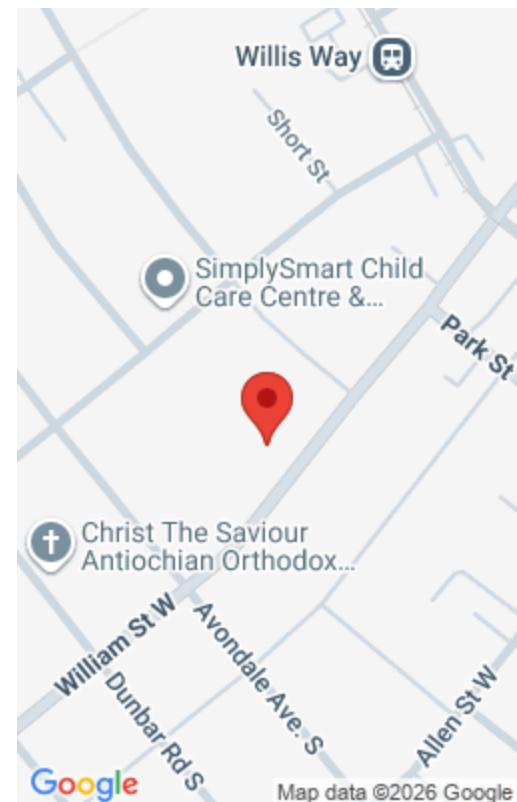 Willis Way
Short St
SimplySmart Child
Care Centre &...
Park St
Christ The Saviour
Antiochian Orthodox...
William St W
Avondale Ave. S
Dunbar Rd S
Allen St W
Google
Map data ©2026 Google